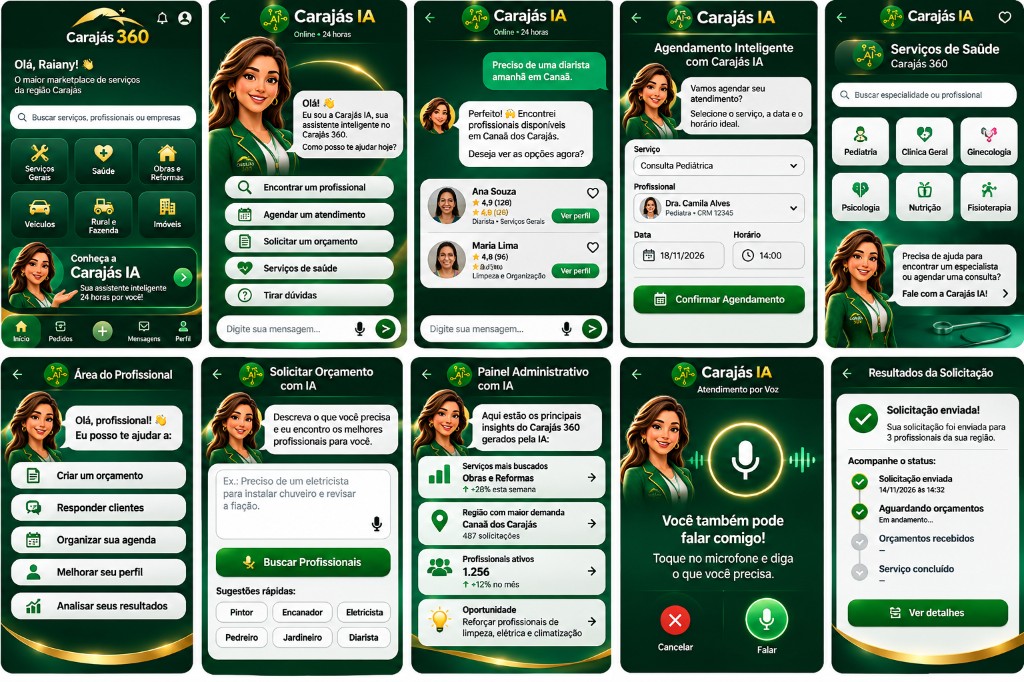 Carajás 360
Olá, Raiany! 👋
O maior marketplace de serviços
da região Carajás
Buscar serviços, profissionais ou empresas
Serviços
Gerais
Saúde
Obras e
Reformas
Veículos
Rural e
Fazenda
Imóveis
Conheça a
Carajás IA
Sua assistente inteligente
24 horas por você!
Início
Pedidos
Mensagens
Perfil
AI
Carajás IA
Online • 24 horas
Olá! 👋
Eu sou a Carajás IA, sua
assistente inteligente no
Carajás 360.
Como posso te ajudar hoje?
Encontrar um profissional
Agendar um atendimento
Solicitar um orçamento
Serviços de saúde
Tirar dúvidas
Digite sua mensagem...
AI
Carajás IA
Online • 24 horas
Preciso de uma diarista
amanhã em Canaã.
Perfeito! 🙌 Encontrei
profissionais disponíveis
em Canaã dos Carajás.
Deseja ver as opções agora?
Ana Souza
4,9 (128)
4,8 (26)
Diarista • Serviços Gerais
Ver perfil
Maria Lima
4,8 (96)
Limpeza e Organização
Ver perfil
Digite sua mensagem...
AI
Carajás IA
Agendamento Inteligente
com Carajás IA
Vamos agendar seu
atendimento?
Selecione o serviço, a data e o
horário ideal.
Serviço
Consulta Pediátrica
Profissional
Dra. Camila Alves
Pediatra • CRM 12345
Data
Horário
18/11/2026
14:00
Confirmar Agendamento
AI
Carajás IA
AI
Serviços de Saúde
Carajás 360
Buscar especialidade ou profissional
Pediatria
Clínica Geral
Ginecologia
Psicologia
Nutrição
Fisioterapia
Precisa de ajuda para
encontrar um especialista
ou agendar uma consulta?
Fale com a Carajás IA!
AI
Área do Profissional
Olá, profissional! 👋
Eu posso te ajudar a:
Criar um orçamento
Responder clientes
Organizar sua agenda
Melhorar seu perfil
Analisar seus resultados
AI
Solicitar Orçamento
com IA
Descreva o que você precisa
e eu encontro os melhores
profissionais para você.
Ex.: Preciso de um eletricista
para instalar chuveiro e revisar
a fiação.
Buscar Profissionais
Sugestões rápidas:
Pintor
Encanador
Eletricista
Pedreiro
Jardineiro
Diarista
AI
Painel Administrativo
com IA
Aqui estão os principais
insights do Carajás 360
gerados pela IA:
Serviços mais buscados
Obras e Reformas
↑ +28% esta semana
Região com maior demanda
Canaã dos Carajás
487 solicitações
Profissionais ativos
1.256
↑ +12% no mês
Oportunidade
Reforçar profissionais de
limpeza, elétrica e climatização
AI
Carajás IA
Atendimento por Voz
Você também pode
falar comigo!
Toque no microfone e diga
o que você precisa.
Cancelar
Falar
Resultados da Solicitação
Solicitação enviada!
Sua solicitação foi enviada para
3 profissionais da sua região.
Acompanhe o status:
Solicitação enviada
14/11/2026 às 14:32
Aguardando orçamentos
Em andamento...
Orçamentos recebidos
–
Serviço concluído
–
Ver detalhes